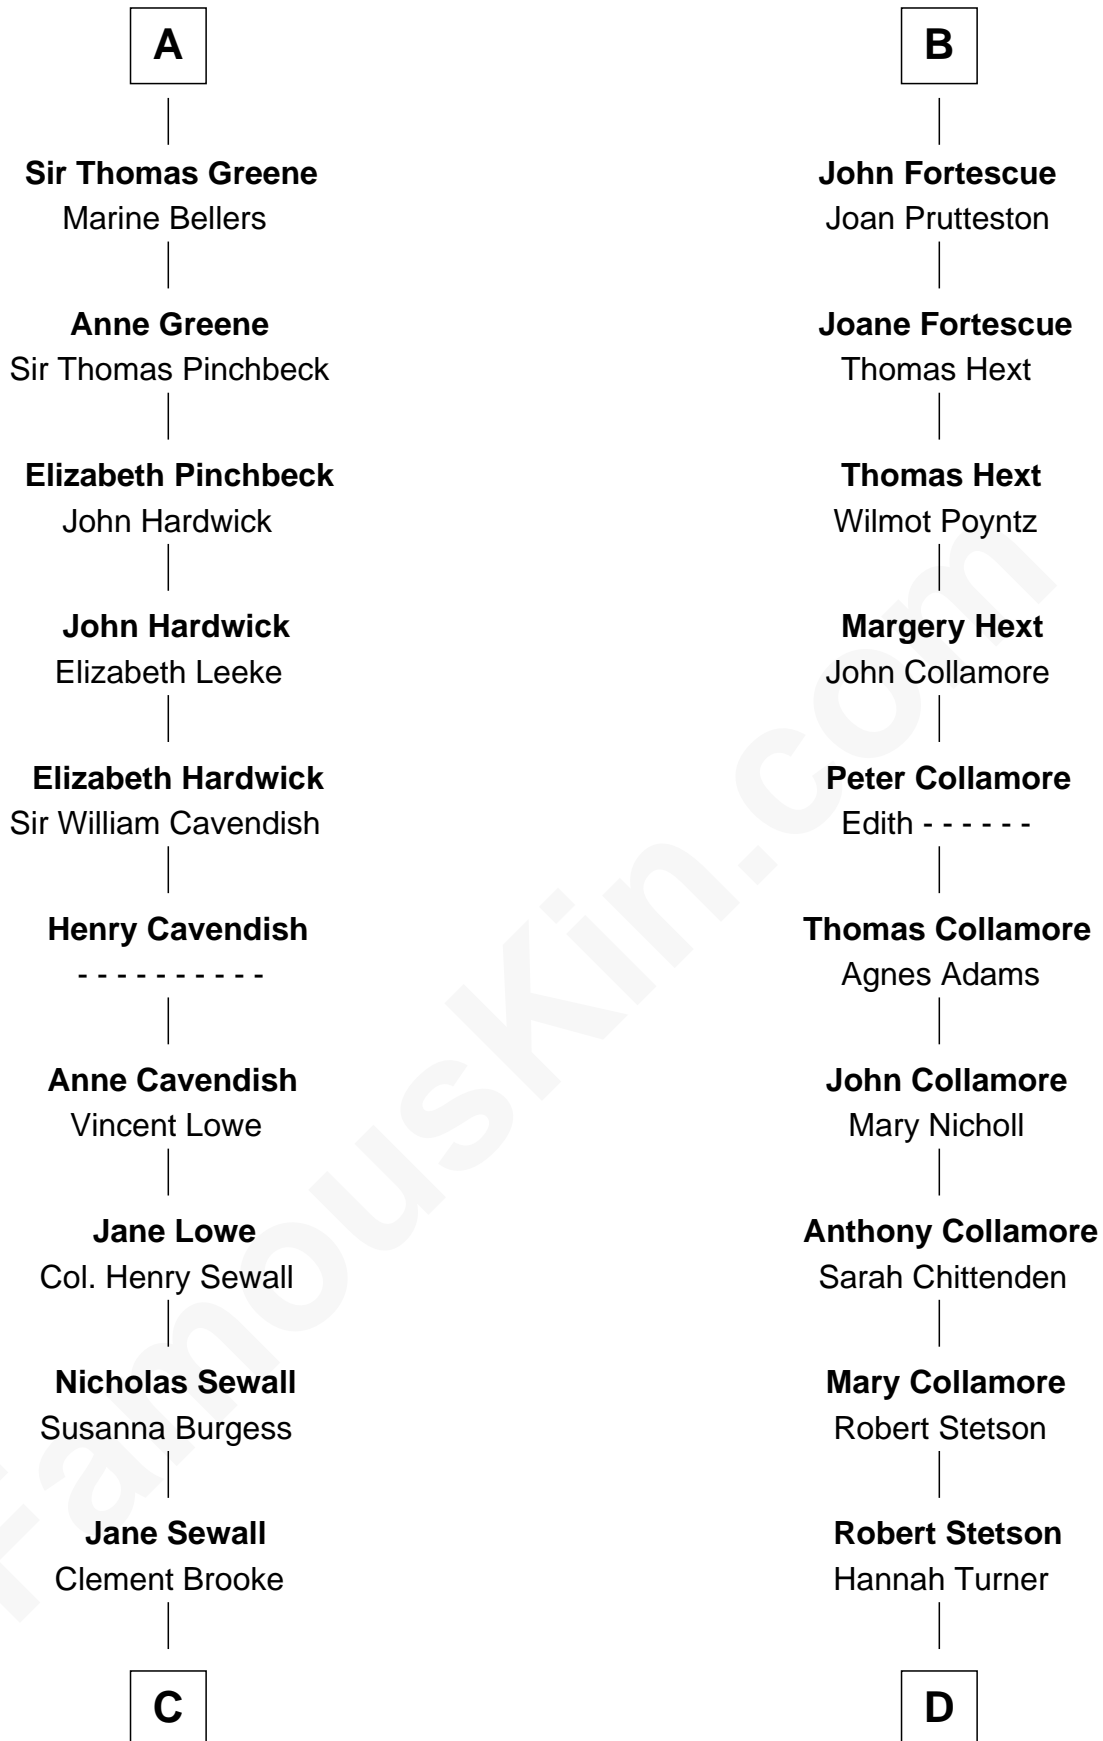 A
Sir Thomas Greene
Marine Bellers
Anne Greene
Sir Thomas Pinchbeck
Elizabeth Pinchbeck
John Hardwick
John Hardwick
Elizabeth Leeke
Elizabeth Hardwick
Sir William Cavendish
Henry Cavendish
- - - - - - - - - -
Anne Cavendish
Vincent Lowe
Jane Lowe
Col. Henry Sewall
Nicholas Sewall
Susanna Burgess
Jane Sewall
Clement Brooke
C
B
John Fortescue
Joan Prutteston
Joane Fortescue
Thomas Hext
Thomas Hext
Wilmot Poyntz
Margery Hext
John Collamore
Peter Collamore
Edith - - - - - -
Thomas Collamore
Agnes Adams
John Collamore
Mary Nicholl
Anthony Collamore
Sarah Chittenden
Mary Collamore
Robert Stetson
Robert Stetson
Hannah Turner
D
FamousKin.com